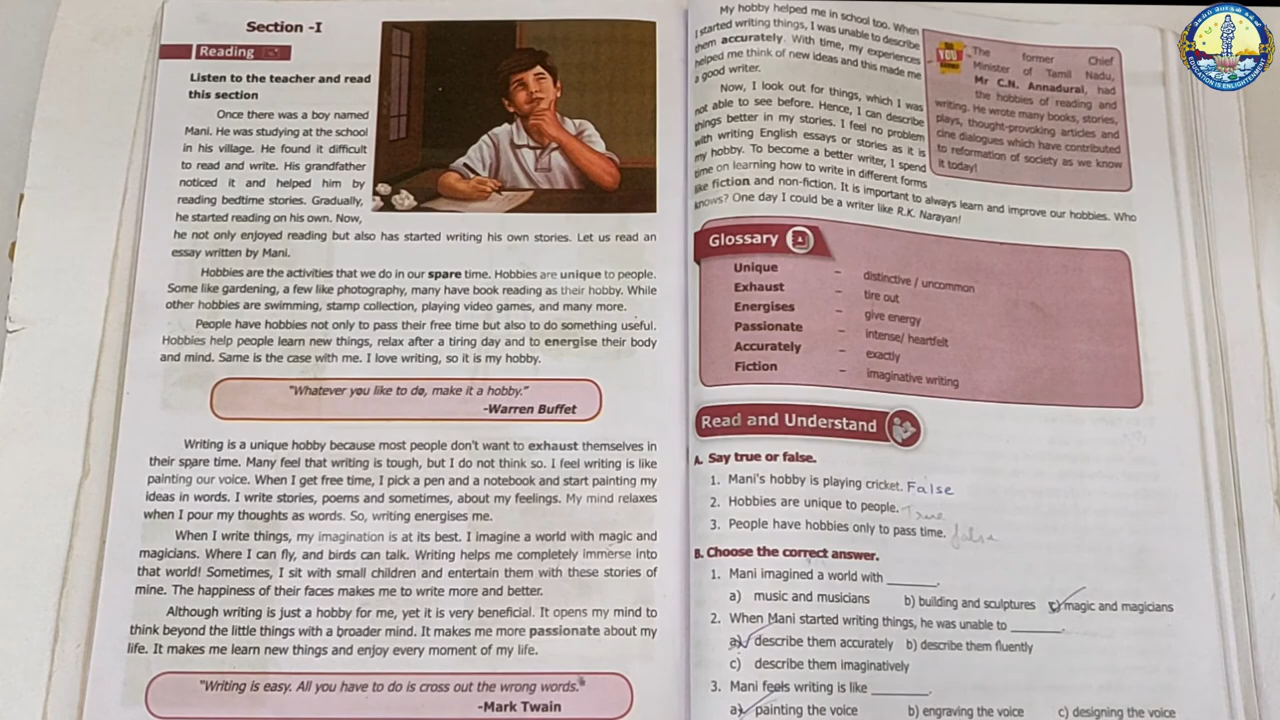 Section -I
Reading
Listen to the teacher and read
this section
Once there was a boy named
Mani. He was studying at the school
in his village. He found it difficult
to read and write. His grandfather
noticed it and helped him by
reading bedtime stories. Gradually,
he started reading on his own. Now,
he not only enjoyed reading but also has started writing his own stories. Let us read an
essay written by Mani.
Hobbies are the activities that we do in our spare time. Hobbies are unique to people.
Some like gardening, a few like photography, many have book reading as their hobby. While
other hobbies are swimming, stamp collection, playing video games, and many more.
People have hobbies not only to pass their free time but also to do something useful.
Hobbies help people learn new things, relax after a tiring day and to energise their body
and mind. Same is the case with me. I love writing, so it is my hobby.
"Whatever you like to do, make it a hobby."
-Warren Buffet
Writing is a unique hobby because most people don't want to exhaust themselves in
their spare time. Many feel that writing is tough, but I do not think so. I feel writing is like
painting our voice. When I get free time, I pick a pen and a notebook and start painting my
ideas in words. I write stories, poems and sometimes, about my feelings. My mind relaxes
when I pour my thoughts as words. So, writing energises me.
When I write things, my imagination is at its best. I imagine a world with magic and
magicians. Where I can fly, and birds can talk. Writing helps me completely immerse into
that world! Sometimes, I sit with small children and entertain them with these stories of
mine. The happiness of their faces makes me to write more and better.
Although writing is just a hobby for me, yet it is very beneficial. It opens my mind to
think beyond the little things with a broader mind. It makes me more passionate about my
life. It makes me learn new things and enjoy every moment of my life.
"Writing is easy. All you have to do is cross out the wrong words."
-Mark Twain
My hobby helped me in school too. When
I started writing things, I was unable to describe
them accurately. With time, my experiences
helped me think of new ideas and this made me
a good writer.
Now, I look out for things, which I was
not able to see before. Hence, I can describe
things better in my stories. I feel no problem
with writing English essays or stories as it is
my hobby. To become a better writer, I spend
time on learning how to write in different forms
like fiction and non-fiction. It is important to always learn and improve our hobbies. Who
knows? One day I could be a writer like R.K. Narayan!
YOU
The former Chief
Minister of Tamil Nadu,
Mr C.N. Annadurai, had
the hobbies of reading and
writing. He wrote many books, stories,
plays, thought-provoking articles and
cine dialogues which have contributed
to reformation of society as we know
it today!
Glossary
Unique – distinctive / uncommon
Exhaust – tire out
Energises – give energy
Passionate – intense/ heartfelt
Accurately – exactly
Fiction – imaginative writing
Read and Understand
A. Say true or false.
1. Mani's hobby is playing cricket. False
2. Hobbies are unique to people. True
3. People have hobbies only to pass time. false
B. Choose the correct answer.
1. Mani imagined a world with ______.
a) music and musicians b) building and sculptures c) magic and magicians
2. When Mani started writing things, he was unable to ______.
a) describe them accurately b) describe them fluently
c) describe them imaginatively
3. Mani feels writing is like ______.
a) painting the voice b) engraving the voice c) designing the voice
EDUCATION IS ENLIGHTENMENT